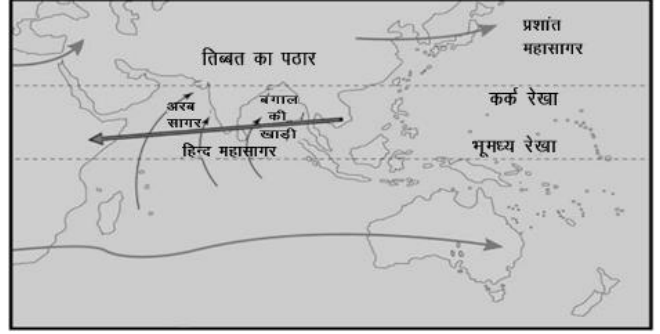 प्रशांत
महासागर
तिब्बत का पठार
अरब
सागर
बंगाल
की
खाड़ी
कर्क रेखा
हिन्द महासागर
भूमध्य रेखा